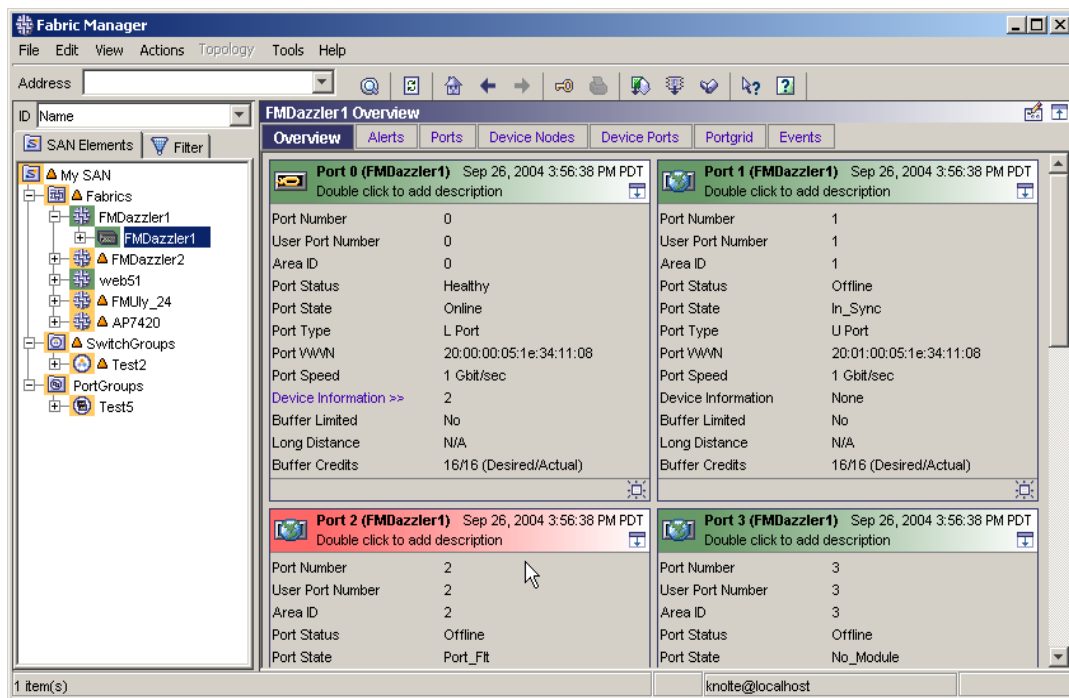 Fabric Manager
File Edit View Actions Topology Tools Help
Address
ID Name
SAN Elements Filter
My SAN
Fabrics
FMDazzler1
FMDazzler1
FMDazzler2
web51
FMUly_24
AP7420
SwitchGroups
Test2
PortGroups
Test5
FMDazzler1 Overview
Overview Alerts Ports Device Nodes Device Ports Portgrid Events
Port 0 (FMDazzler1) Sep 26, 2004 3:56:38 PM PDT
Double click to add description
Port Number 0
User Port Number 0
Area ID 0
Port Status Healthy
Port State Online
Port Type L Port
Port WWN 20:00:00:05:1e:34:11:08
Port Speed 1 Gbit/sec
Device Information >> 2
Buffer Limited No
Long Distance N/A
Buffer Credits 16/16 (Desired/Actual)
Port 1 (FMDazzler1) Sep 26, 2004 3:56:38 PM PDT
Double click to add description
Port Number 1
User Port Number 1
Area ID 1
Port Status Offline
Port State In_Sync
Port Type U Port
Port WWN 20:01:00:05:1e:34:11:08
Port Speed 1 Gbit/sec
Device Information None
Buffer Limited No
Long Distance N/A
Buffer Credits 16/16 (Desired/Actual)
Port 2 (FMDazzler1) Sep 26, 2004 3:56:38 PM PDT
Double click to add description
Port Number 2
User Port Number 2
Area ID 2
Port Status Offline
Port State Port_Flt
Port 3 (FMDazzler1) Sep 26, 2004 3:56:38 PM PDT
Double click to add description
Port Number 3
User Port Number 3
Area ID 3
Port Status Offline
Port State No_Module
1 item(s)
knolte@localhost